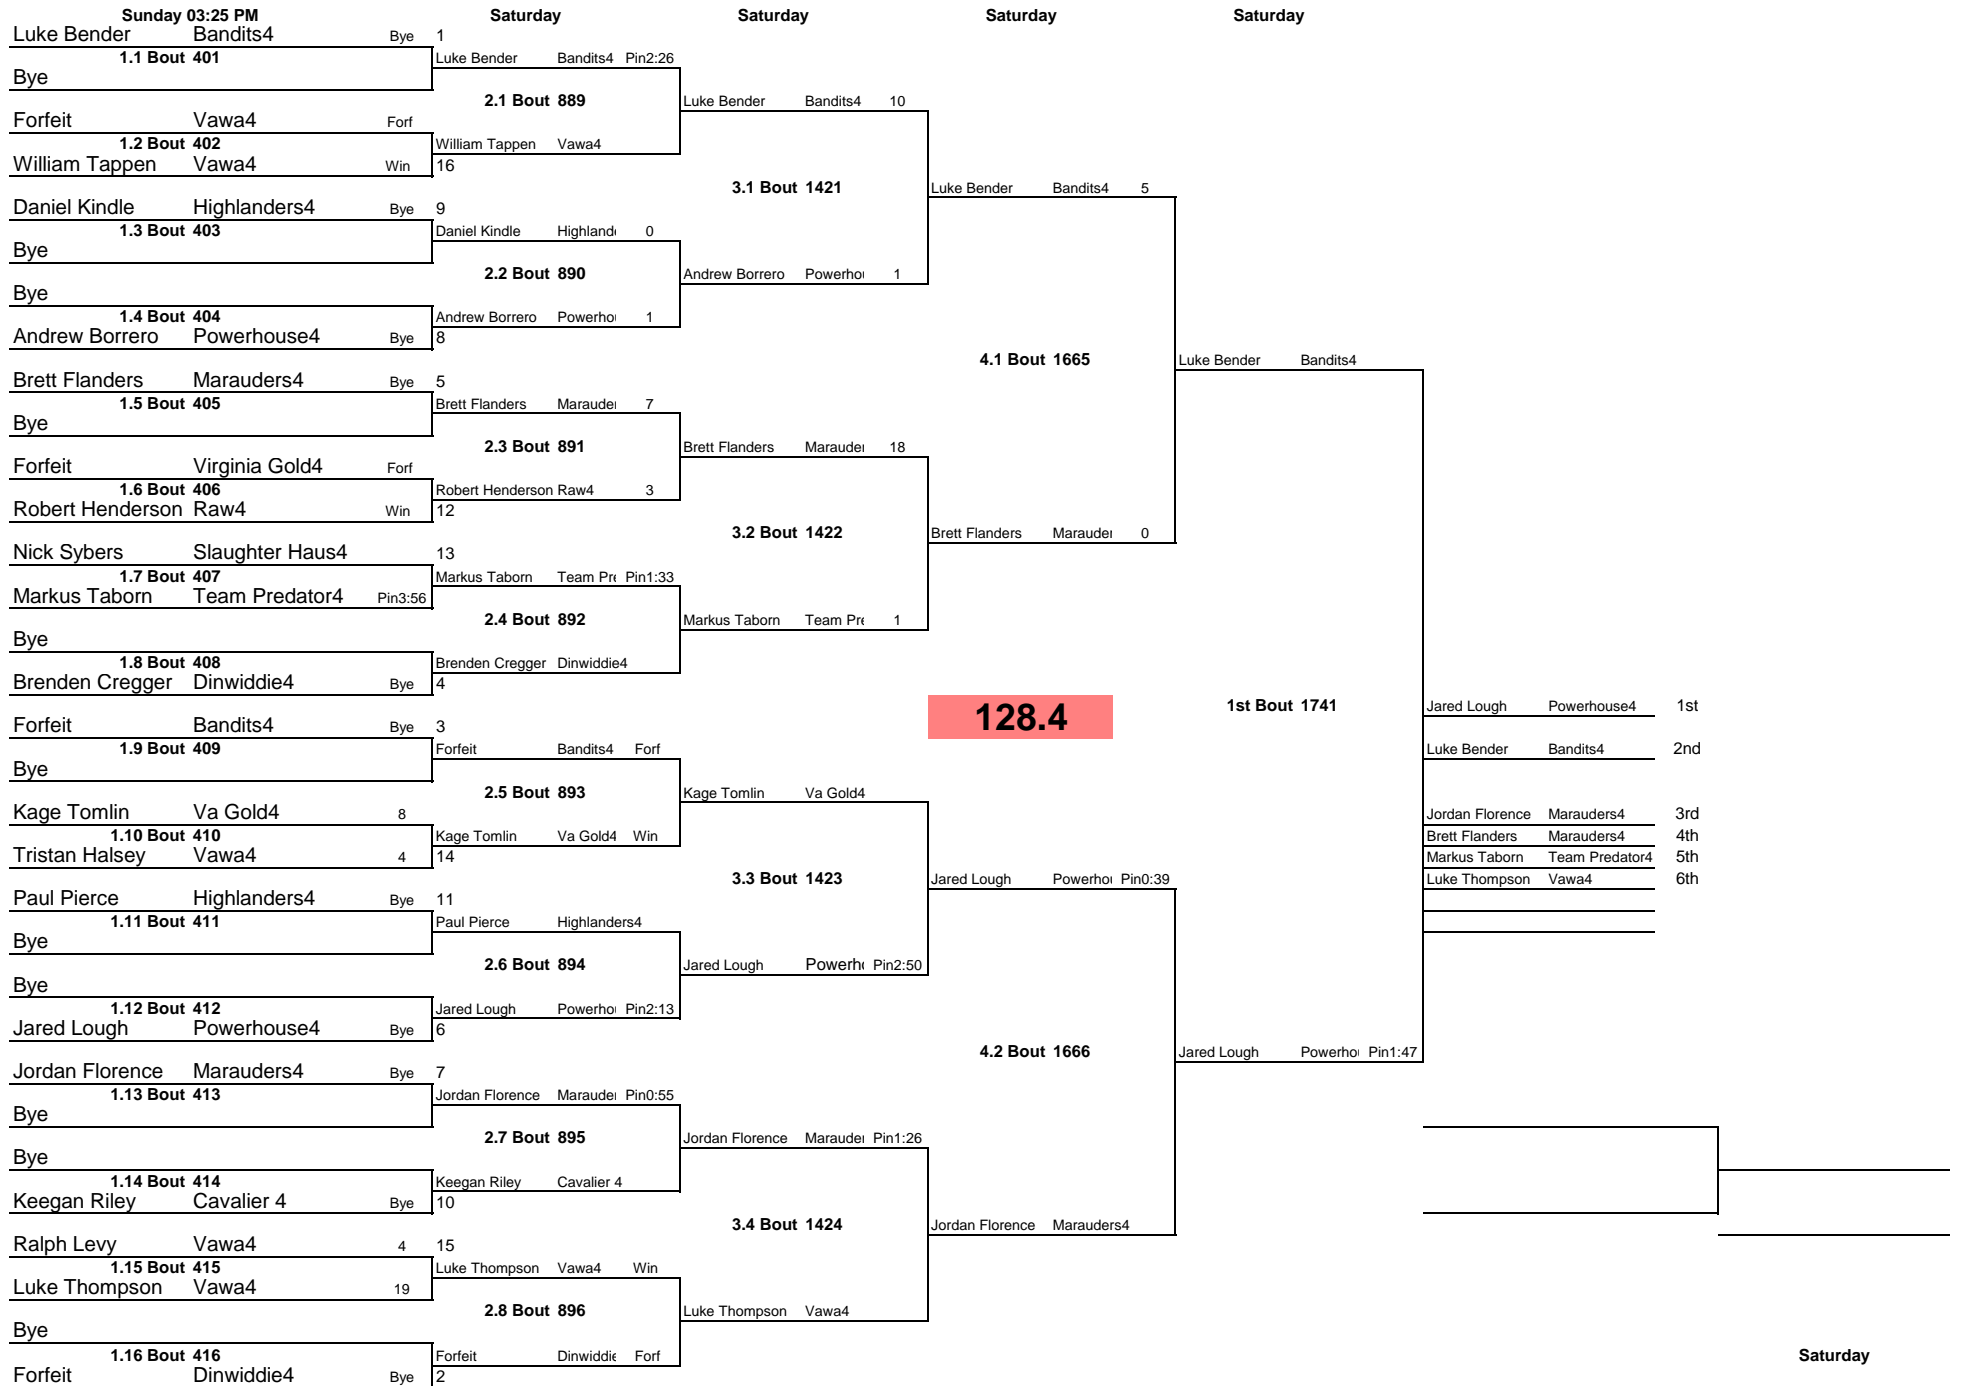 Sunday 03:25 PM Saturday Saturday Saturday Saturday
Luke Bender Bandits4 Bye 1
1.1 Bout 401 Luke Bender Bandits4 Pin2:26
Bye
2.1 Bout 889 Luke Bender Bandits4 10
Forfeit Vawa4 Forf
1.2 Bout 402 William Tappen Vawa4
William Tappen Vawa4 Win 16
3.1 Bout 1421 Luke Bender Bandits4 5
Daniel Kindle Highlanders4 Bye 9
1.3 Bout 403 Daniel Kindle Highland 0
Bye
2.2 Bout 890 Andrew Borrero Powerhou 1
Bye
1.4 Bout 404 Andrew Borrero Powerhou 1
Andrew Borrero Powerhouse4 Bye 8
4.1 Bout 1665 Luke Bender Bandits4
Brett Flanders Marauders4 Bye 5
1.5 Bout 405 Brett Flanders Marauder 7
Bye
2.3 Bout 891 Brett Flanders Marauder 18
Forfeit Virginia Gold4 Forf
1.6 Bout 406 Robert Henderson Raw4 3
Robert Henderson Raw4 Win 12
3.2 Bout 1422 Brett Flanders Marauder 0
Nick Sybers Slaughter Haus4 13
1.7 Bout 407 Markus Taborn Team Pre Pin1:33
Markus Taborn Team Predator4 Pin3:56
2.4 Bout 892 Markus Taborn Team Pre 1
Bye
1.8 Bout 408 Brenden Cregger Dinwiddie4
Brenden Cregger Dinwiddie4 Bye 4
128.4 1st Bout 1741 Jared Lough Powerhouse4 1st
Forfeit Bandits4 Bye 3
1.9 Bout 409 Forfeit Bandits4 Forf Luke Bender Bandits4 2nd
Bye
2.5 Bout 893 Kage Tomlin Va Gold4
Kage Tomlin Va Gold4 8 Jordan Florence Marauders4 3rd
1.10 Bout 410 Kage Tomlin Va Gold4 Win Brett Flanders Marauders4 4th
Tristan Halsey Vawa4 4 14 Markus Taborn Team Predator4 5th
3.3 Bout 1423 Jared Lough Powerhou Pin0:39 Luke Thompson Vawa4 6th
Paul Pierce Highlanders4 Bye 11
1.11 Bout 411 Paul Pierce Highlanders4
Bye
2.6 Bout 894 Jared Lough Powerh Pin2:50
Bye
1.12 Bout 412 Jared Lough Powerhou Pin2:13
Jared Lough Powerhouse4 Bye 6
4.2 Bout 1666 Jared Lough Powerhou Pin1:47
Jordan Florence Marauders4 Bye 7
1.13 Bout 413 Jordan Florence Marauder Pin0:55
Bye
2.7 Bout 895 Jordan Florence Marauder Pin1:26
Bye
1.14 Bout 414 Keegan Riley Cavalier 4
Keegan Riley Cavalier 4 Bye 10
3.4 Bout 1424 Jordan Florence Marauders4
Ralph Levy Vawa4 4 15
1.15 Bout 415 Luke Thompson Vawa4 Win
Luke Thompson Vawa4 19
2.8 Bout 896 Luke Thompson Vawa4
Bye
1.16 Bout 416 Forfeit Dinwiddie Forf Saturday
Forfeit Dinwiddie4 Bye 2